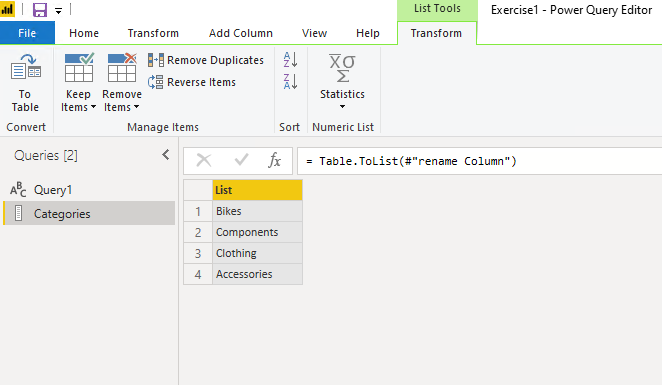 List Tools
Exercise1 - Power Query Editor
File Home Transform Add Column View Help Transform
To Table
Keep Items
Remove Items
Remove Duplicates
Reverse Items
A Z
Z A
Xσ Σ
Statistics
Convert Manage Items Sort Numeric List
Queries [2]
fx
= Table.ToList(#"rename Column")
ABC Query1
Categories
List
1 Bikes
2 Components
3 Clothing
4 Accessories